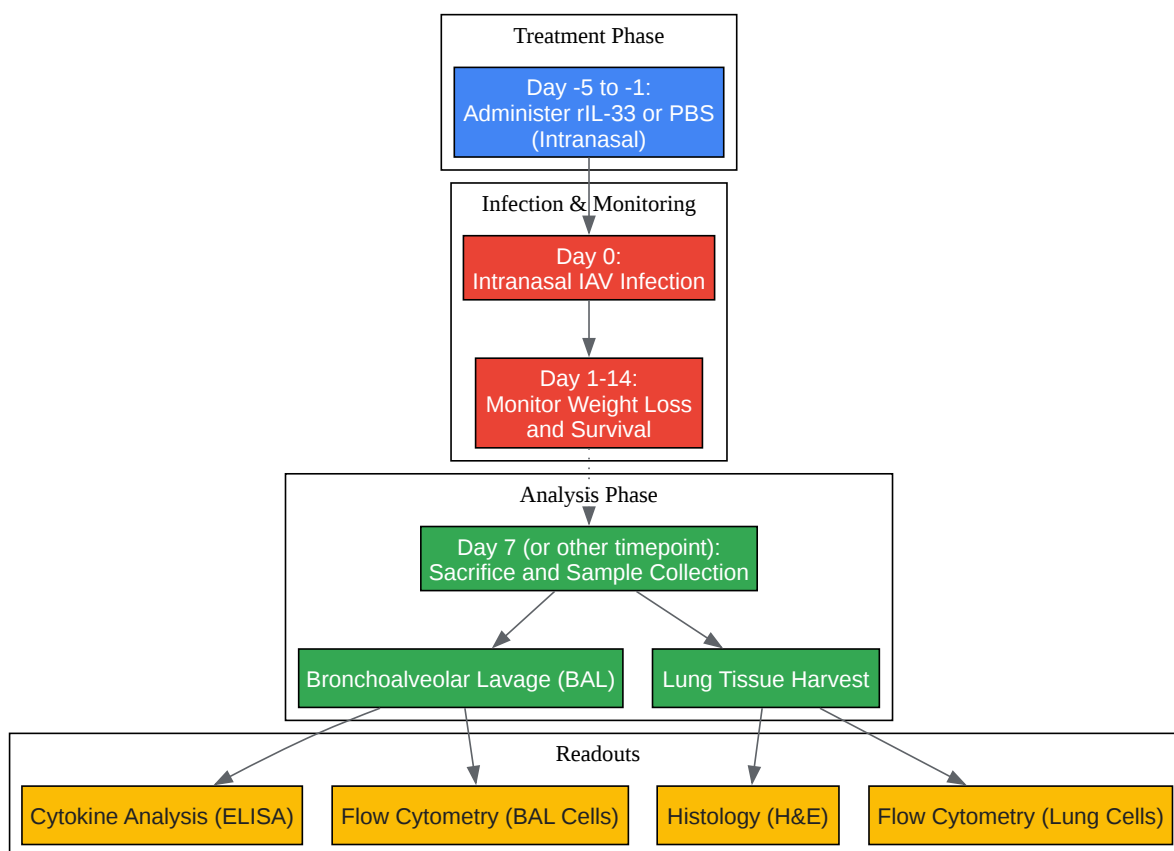 Treatment Phase
Day -5 to -1:
Administer rIL-33 or PBS
(Intranasal)
Infection & Monitoring
Day 0:
Intranasal IAV Infection
Day 1-14:
Monitor Weight Loss
and Survival
Analysis Phase
Day 7 (or other timepoint):
Sacrifice and Sample Collection
Bronchoalveolar Lavage (BAL)
Lung Tissue Harvest
Readouts
Cytokine Analysis (ELISA)
Flow Cytometry (BAL Cells)
Histology (H&E)
Flow Cytometry (Lung Cells)